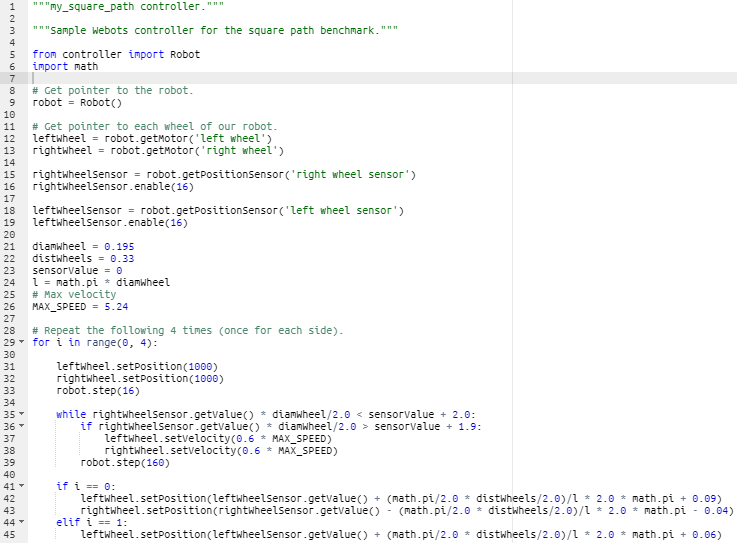 1 """my_square_path controller."""
2
3 """Sample Webots controller for the square path benchmark."""
4
5 from controller import Robot
6 import math
7
8 # Get pointer to the robot.
9 robot = Robot()
10
11 # Get pointer to each wheel of our robot.
12 leftWheel = robot.getMotor('left wheel')
13 rightWheel = robot.getMotor('right wheel')
14
15 rightWheelSensor = robot.getPositionSensor('right wheel sensor')
16 rightWheelSensor.enable(16)
17
18 leftWheelSensor = robot.getPositionSensor('left wheel sensor')
19 leftWheelSensor.enable(16)
20
21 diamWheel = 0.195
22 distWheels = 0.33
23 sensorValue = 0
24 l = math.pi * diamWheel
25 # Max velocity
26 MAX_SPEED = 5.24
27
28 # Repeat the following 4 times (once for each side).
29 for i in range(0, 4):
30
31     leftWheel.setPosition(1000)
32     rightWheel.setPosition(1000)
33     robot.step(16)
34
35     while rightWheelSensor.getValue() * diamWheel/2.0 < sensorValue + 2.0:
36         if rightWheelSensor.getValue() * diamWheel/2.0 > sensorValue + 1.9:
37             leftWheel.setVelocity(0.6 * MAX_SPEED)
38             rightWheel.setVelocity(0.6 * MAX_SPEED)
39         robot.step(160)
40
41     if i == 0:
42         leftWheel.setPosition(leftWheelSensor.getValue() + (math.pi/2.0 * distWheels/2.0)/l * 2.0 * math.pi + 0.09)
43         rightWheel.setPosition(rightWheelSensor.getValue() - (math.pi/2.0 * distWheels/2.0)/l * 2.0 * math.pi - 0.04)
44     elif i == 1:
45         leftWheel.setPosition(leftWheelSensor.getValue() + (math.pi/2.0 * distWheels/2.0)/l * 2.0 * math.pi + 0.06)